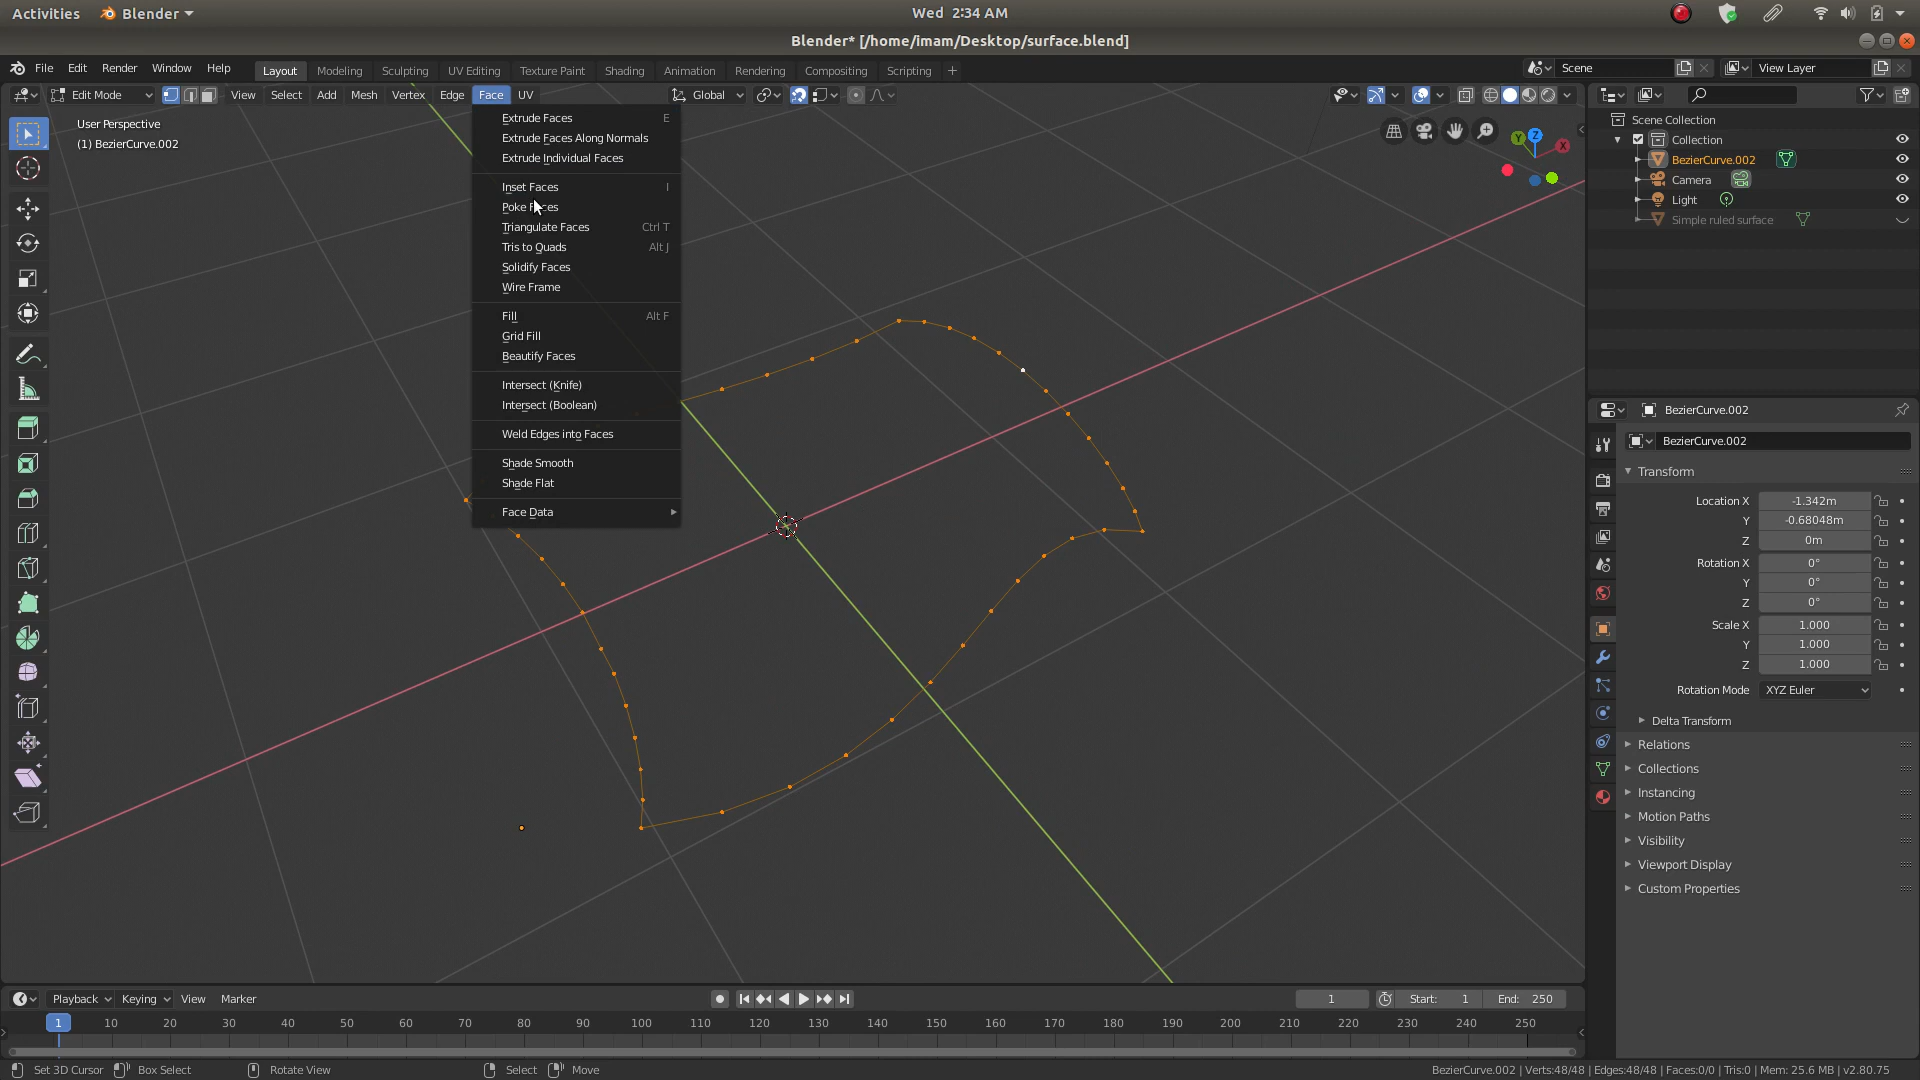 Activities Blender Wed 2:34 AM
Blender* [/home/imam/Desktop/surface.blend]
File Edit Render Window Help Layout Modeling Sculpting UV Editing Texture Paint Shading Animation Rendering Compositing Scripting + Scene View Layer
Edit Mode View Select Add Mesh Vertex Edge Face UV Global
User Perspective
(1) BezierCurve.002
Extrude Faces E
Extrude Faces Along Normals
Extrude Individual Faces
Inset Faces I
Poke Faces
Triangulate Faces Ctrl T
Tris to Quads Alt J
Solidify Faces
Wire Frame
Fill Alt F
Grid Fill
Beautify Faces
Intersect (Knife)
Intersect (Boolean)
Weld Edges into Faces
Shade Smooth
Shade Flat
Face Data
Y Z X
Scene Collection
Collection
BezierCurve.002
Camera
Light
Simple ruled surface
BezierCurve.002
BezierCurve.002
Transform
Location X -1.342m
Y -0.68048m
Z 0m
Rotation X 0°
Y 0°
Z 0°
Scale X 1.000
Y 1.000
Z 1.000
Rotation Mode XYZ Euler
Delta Transform
Relations
Collections
Instancing
Motion Paths
Visibility
Viewport Display
Custom Properties
Playback Keying View Marker 1 Start: 1 End: 250
1 10 20 30 40 50 60 70 80 90 100 110 120 130 140 150 160 170 180 190 200 210 220 230 240 250
Set 3D Cursor Box Select Rotate View Select Move BezierCurve.002 | Verts:48/48 | Edges:48/48 | Faces:0/0 | Tris:0 | Mem: 25.6 MB | v2.80.75